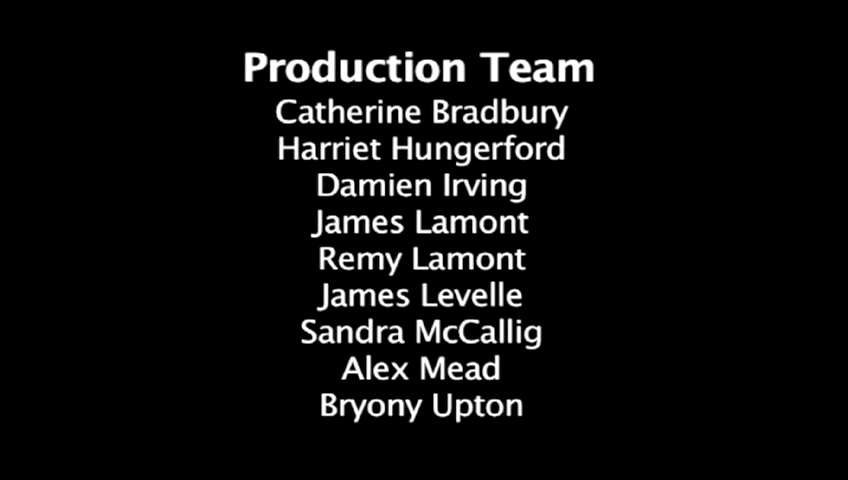 Production Team
Catherine Bradbury
Harriet Hungerford
Damien Irving
James Lamont
Remy Lamont
James Levelle
Sandra McCallig
Alex Mead
Bryony Upton